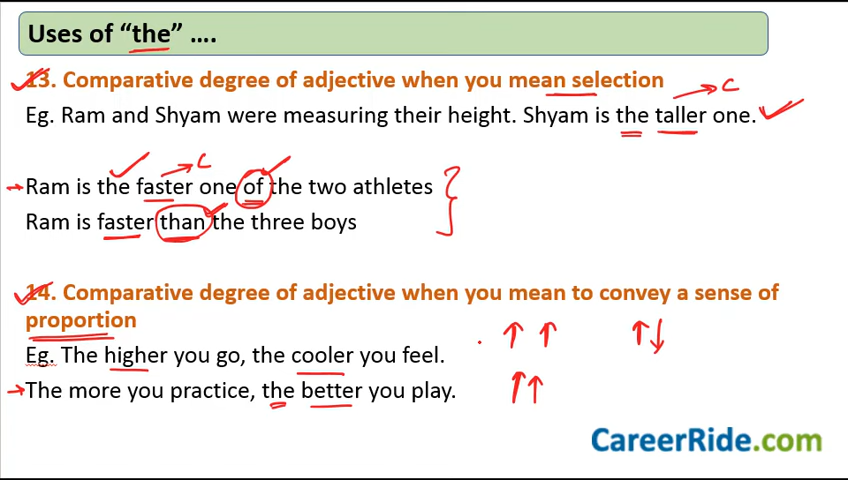 Uses of “the” ....
13. Comparative degree of adjective when you mean selection
C
Eg. Ram and Shyam were measuring their height. Shyam is the taller one.
C
Ram is the faster one of the two athletes
Ram is faster than the three boys
14. Comparative degree of adjective when you mean to convey a sense of
proportion
Eg. The higher you go, the cooler you feel.
The more you practice, the better you play.
CareerRide.com